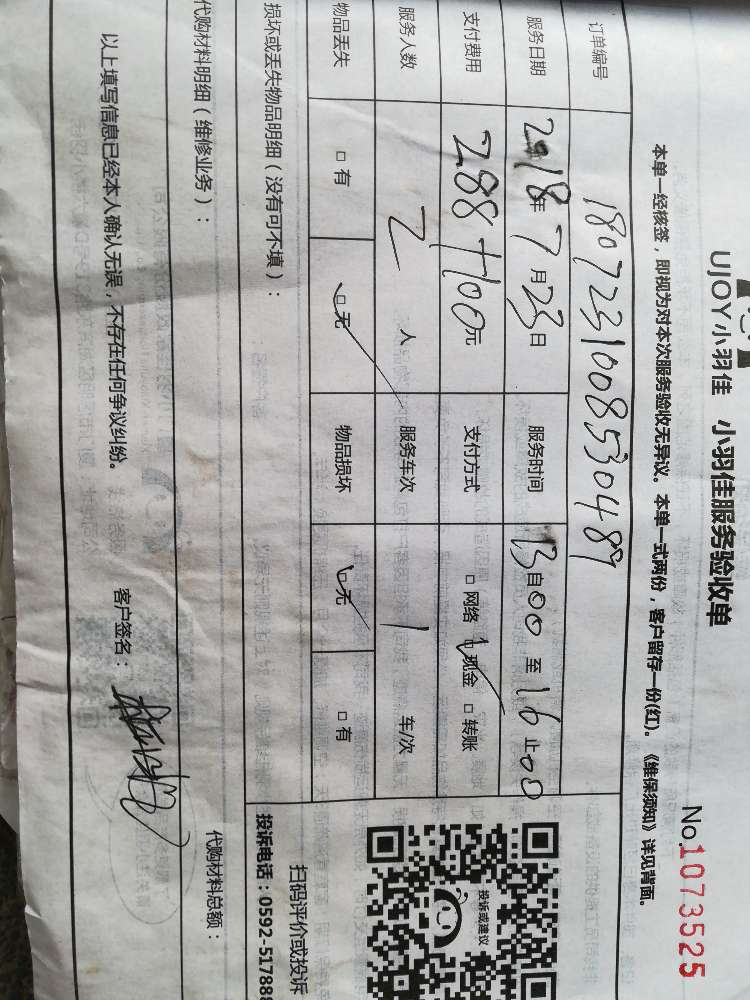 UJOY小羽佳 小羽佳服务验收单
No.1073525
本单一经核签，即视为对本次服务验收无异议。本单一式两份，客户留存一份(红)。《维保须知》详见背面。
订单编号 1807231008530489
服务日期 2018年7月23日 服务时间 13自00至16止00
支付费用 288+100元 支付方式 □网络 ☑现金 □转账
服务人数 2人 服务车次 1车/次
物品丢失 □有 ☑无 物品损坏 ☑无 □有
损坏或丢失物品明细（没有可不填）：
代购材料明细（维修业务）： 代购材料总额：
以上填写信息已经本人确认无误，不存在任何争议纠纷。 客户签名：
投诉或建议
扫码评价或投诉
投诉电话：0592-517888